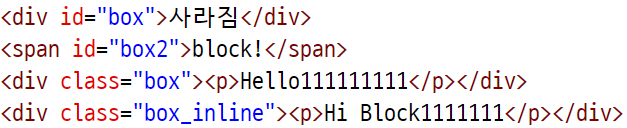 <div id="box">사라짐</div>
<span id="box2">block!</span>
<div class="box"><p>Hello111111111</p></div>
<div class="box_inline"><p>Hi Block1111111</p></div>